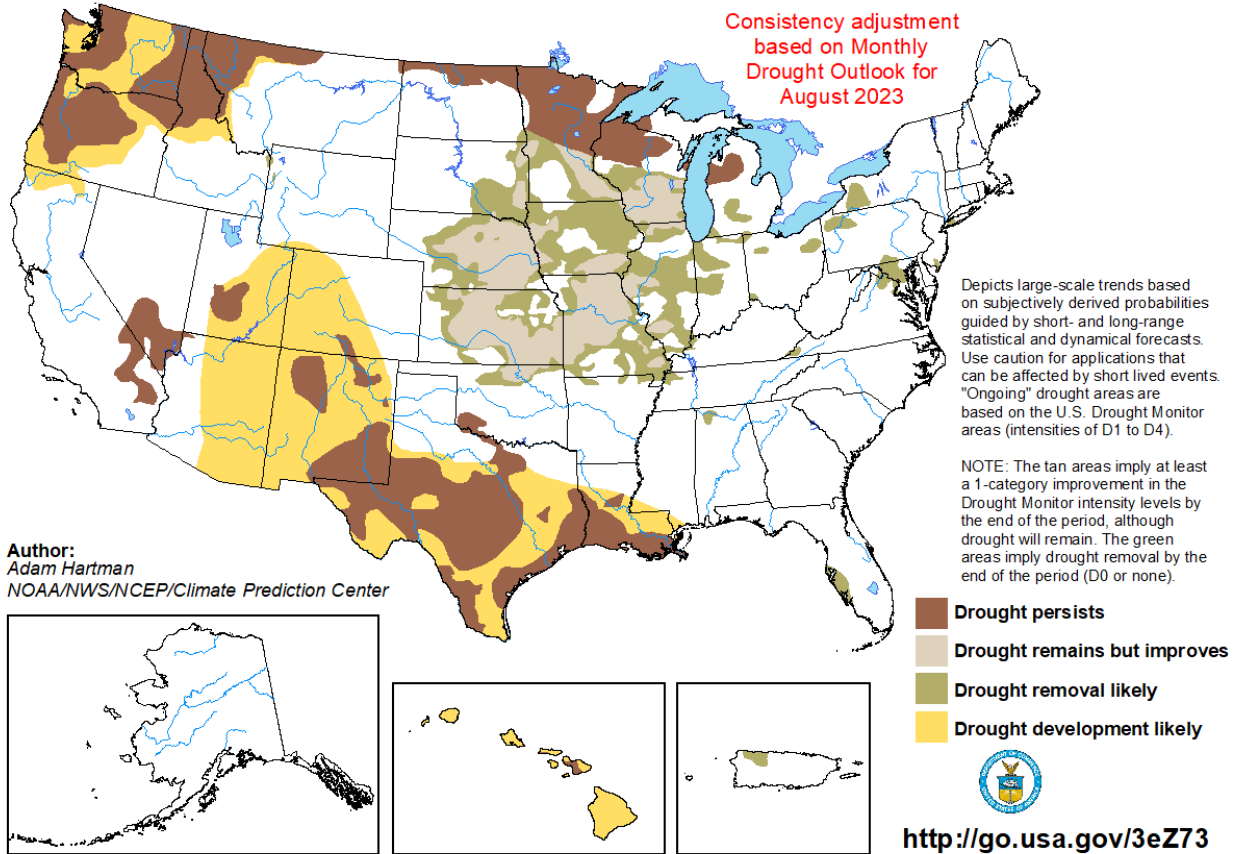 Consistency adjustment
based on Monthly
Drought Outlook for
August 2023
Depicts large-scale trends based
on subjectively derived probabilities
guided by short- and long-range
statistical and dynamical forecasts.
Use caution for applications that
can be affected by short lived events.
"Ongoing" drought areas are
based on the U.S. Drought Monitor
areas (intensities of D1 to D4).
NOTE: The tan areas imply at least
a 1-category improvement in the
Drought Monitor intensity levels by
the end of the period, although
drought will remain. The green
areas imply drought removal by the
end of the period (D0 or none).
Author:
Adam Hartman
NOAA/NWS/NCEP/Climate Prediction Center
Drought persists
Drought remains but improves
Drought removal likely
Drought development likely
http://go.usa.gov/3eZ73